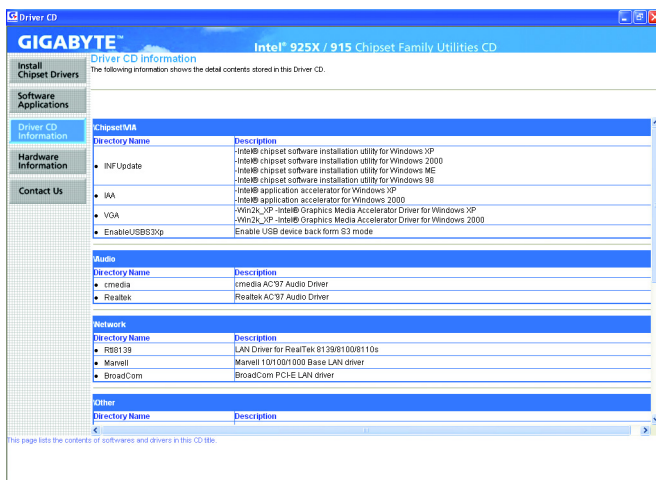 Driver CD
GIGABYTE™
Intel® 925X / 915 Chipset Family Utilities CD
Install
Chipset Drivers
Software
Applications
Driver CD
Information
Hardware
Information
Contact Us
Driver CD information
The following information shows the detail contents stored in this Driver CD.
\Chipset\VIA
Directory Name Description
• INFUpdate
-Intel® chipset software installation utility for Windows XP
-Intel® chipset software installation utility for Windows 2000
-Intel® chipset software installation utility for Windows ME
-Intel® chipset software installation utility for Windows 98
• IAA
-Intel® application accelerator for Windows XP
-Intel® application accelerator for Windows 2000
• VGA
-Win2k_XP -Intel® Graphics Media Accelerator Driver for Windows XP
-Win2k_XP -Intel® Graphics Media Accelerator Driver for Windows 2000
• EnableUSBS3Xp Enable USB device back form S3 mode
\Audio
Directory Name Description
• cmedia cmedia AC'97 Audio Driver
• Realtek Realtek AC'97 Audio Driver
\Network
Directory Name Description
• Rtl8139 LAN Driver for RealTek 8139/8100/8110s
• Marvell Marvell 10/100/1000 Base LAN driver
• BroadCom BroadCom PCI-E LAN driver
\Other
Directory Name Description
This page lists the contents of softwares and drivers in this CD title.